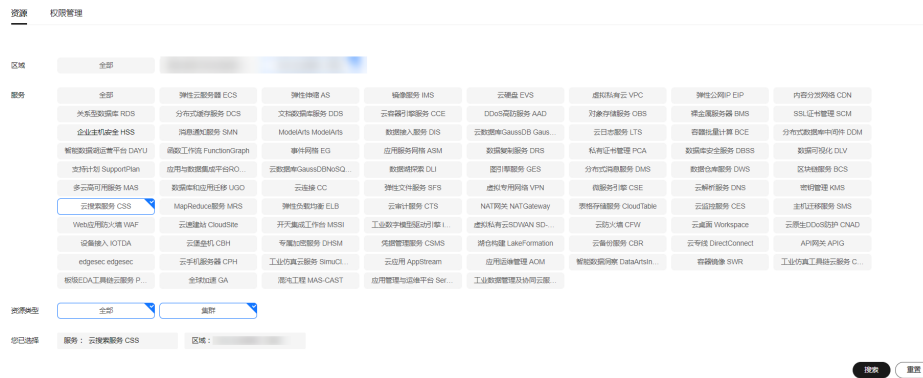 资源 权限管理
区域 全部
服务 全部 弹性云服务器 ECS 弹性伸缩 AS 镜像服务 IMS 云硬盘 EVS 虚拟私有云 VPC 弹性公网IP EIP 内容分发网络 CDN
关系型数据库 RDS 分布式缓存服务 DCS 文档数据库服务 DDS 云容器引擎服务 CCE DDoS高防服务 AAD 对象存储服务 OBS 裸金属服务器 BMS SSL证书管理 SCM
企业主机安全 HSS 消息通知服务 SMN ModelArts ModelArts 数据接入服务 DIS 云数据库GaussDB Gaus... 云日志服务 LTS 容器批量计算 BCE 分布式数据库中间件 DDM
智能数据湖运营平台 DAYU 函数工作流 FunctionGraph 事件网格 EG 应用服务网格 ASM 数据复制服务 DRS 私有证书管理 PCA 数据库安全服务 DBSS 数据可视化 DLV
支持计划 SupportPlan 应用与数据集成平台RO... 云数据库GaussDBNoSQ... 数据湖探索 DLI 图引擎服务 GES 分布式消息服务 DMS 数据仓库服务 DWS 区块链服务 BCS
多云高可用服务 MAS 数据库和应用迁移 UGO 云连接 CC 弹性文件服务 SFS 虚拟专用网络 VPN 微服务引擎 CSE 云解析服务 DNS 密钥管理 KMS
云搜索服务 CSS MapReduce服务 MRS 弹性负载均衡 ELB 云审计服务 CTS NAT网关 NATGateway 表格存储服务 CloudTable 云监控服务 CES 主机迁移服务 SMS
Web应用防火墙 WAF 云速建站 CloudSite 开天集成工作台 MSSI 工业数字模型驱动引擎 I... 虚拟私有云SDWAN SD-... 云防火墙 CFW 云桌面 Workspace 云原生DDoS防护 CNAD
设备接入 IOTDA 云堡垒机 CBH 专属加密服务 DHSM 凭据管理服务 CSMS 湖仓构建 LakeFormation 云备份服务 CBR 云专线 DirectConnect API网关 APIG
edgesec edgesec 云手机服务器 CPH 工业仿真云服务 SimuCl... 云应用 AppStream 应用运维管理 AOM 智能数据洞察 DataArtsIn... 容器镜像 SWR 工业仿真工具链云服务 C...
板级EDA工具链云服务 P... 全球加速 GA 混沌工程 MAS-CAST 应用管理与运维平台 Ser... 工业数据管理及协同云服...
资源类型 全部 集群
您已选择 服务： 云搜索服务 CSS 区域：
搜索 重置